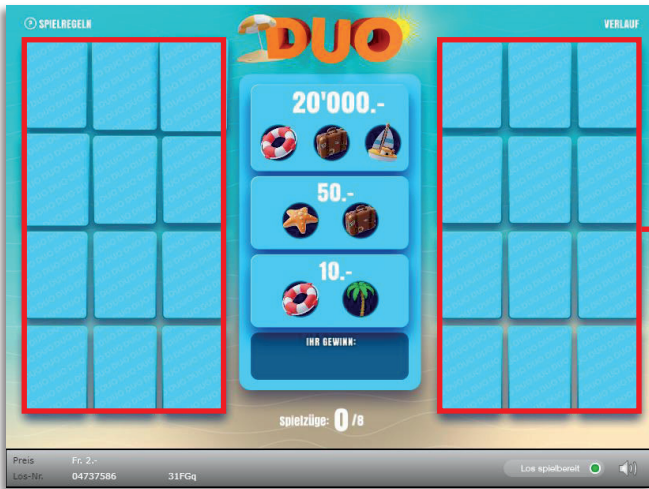 ? SPIELREGELN
DUO
VERLAUF
20'000.-
50.-
10.-
IHR GEWINN:
spielzüge: 0 /8
Preis Fr. 2.-
Los spielbereit
Los-Nr. 04737586 31FGq